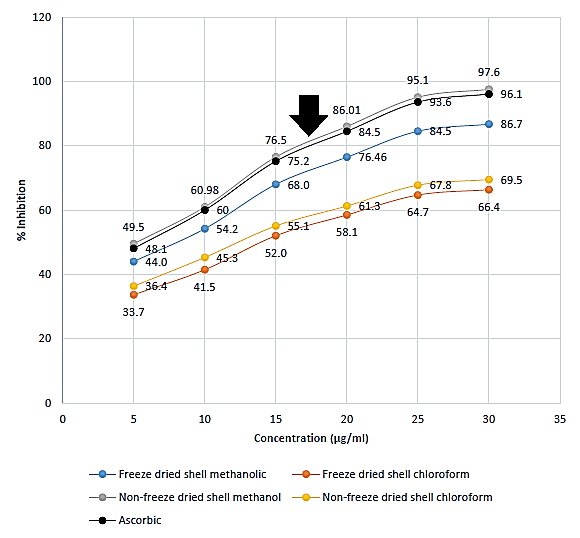 120
100
80
60
40
20
0
% Inhibition
0 5 10 15 20 25 30 35
Concentration (µg/ml)
49.5 60.98 76.5 86.01 95.1 97.6
48.1 60 75.2 84.5 93.6 96.1
44.0 54.2 68.0 76.46 84.5 86.7
36.4 45.3 55.1 61.3 67.8 69.5
33.7 41.5 52.0 58.1 64.7 66.4
Freeze dried shell methanolic Freeze dried shell chloroform
Non-freeze dried shell methanol Non-freeze dried shell chloroform
Ascorbic